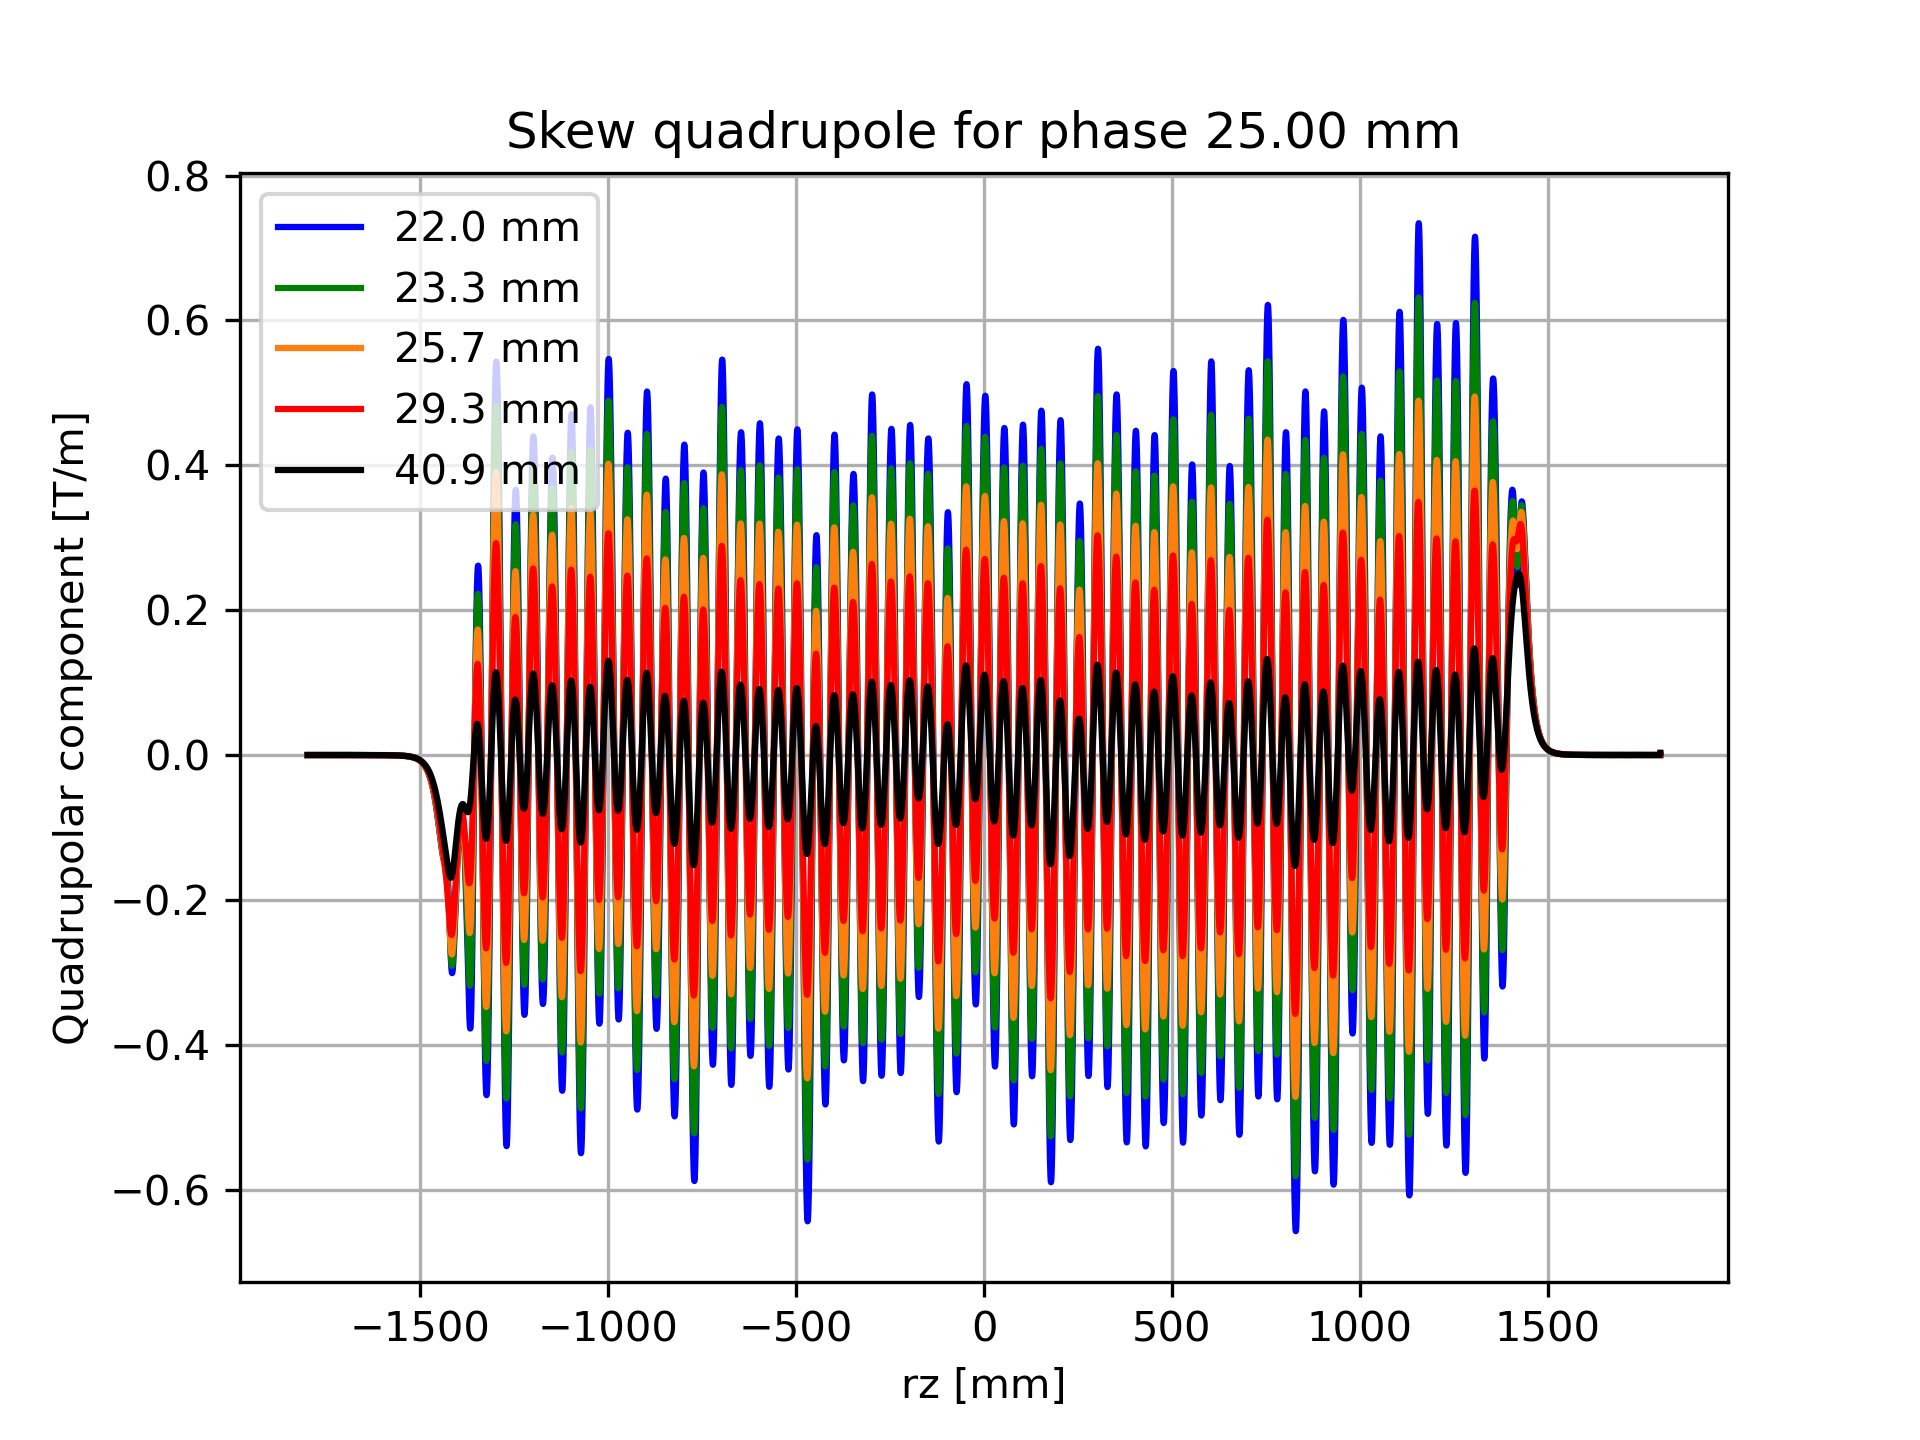 Skew quadrupole for phase 25.00 mm
Quadrupolar component [T/m]
0.8
0.6
0.4
0.2
0.0
−0.2
−0.4
−0.6
22.0 mm
23.3 mm
25.7 mm
29.3 mm
40.9 mm
−1500 −1000 −500 0 500 1000 1500
rz [mm]